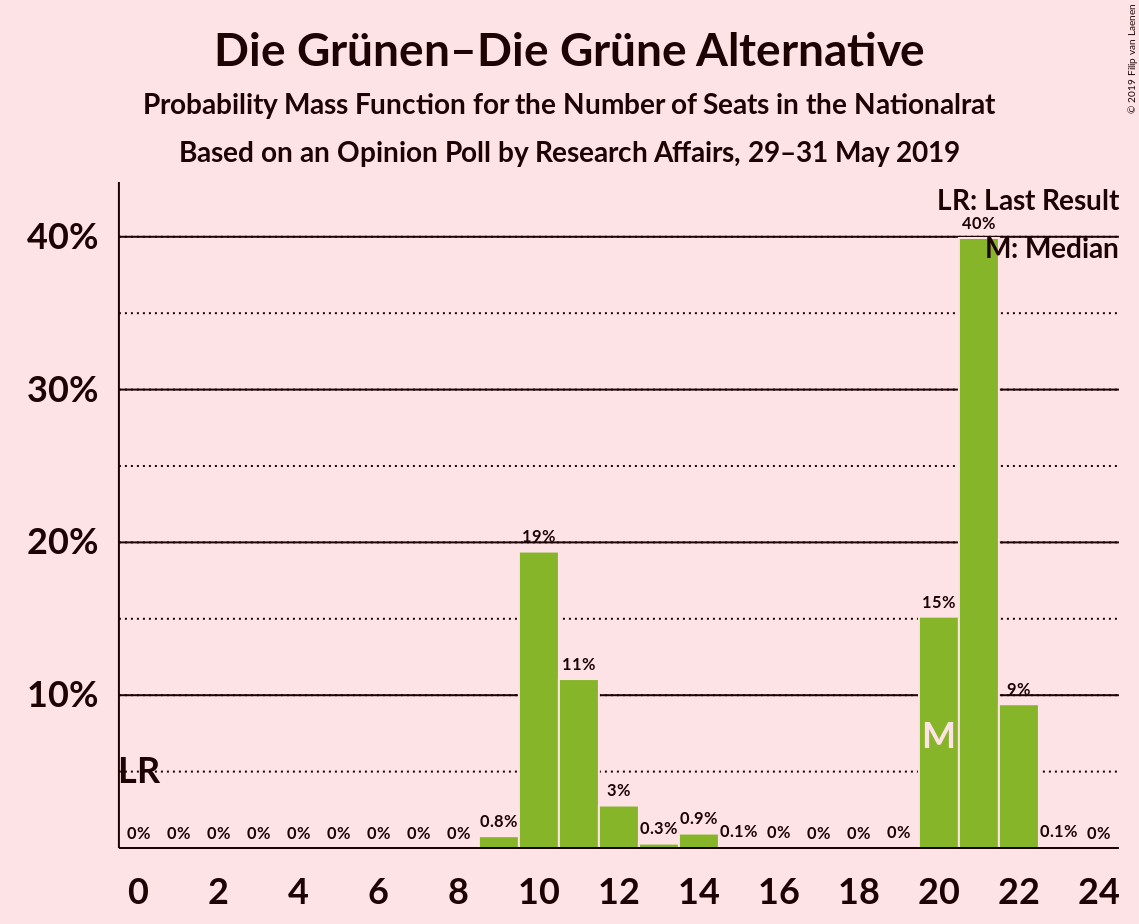 Die Grünen–Die Grüne Alternative
Probability Mass Function for the Number of Seats in the Nationalrat
Based on an Opinion Poll by Research Affairs, 29–31 May 2019
© 2019 Filip van Laenen
LR: Last Result
M: Median
40%
30%
20%
10%
40%
19%
15%
11%
9%
M
LR
3%
0% 0% 0% 0% 0% 0% 0% 0% 0% 0.8% 0.3% 0.9% 0.1% 0% 0% 0% 0% 0.1% 0%
0 2 4 6 8 10 12 14 16 18 20 22 24